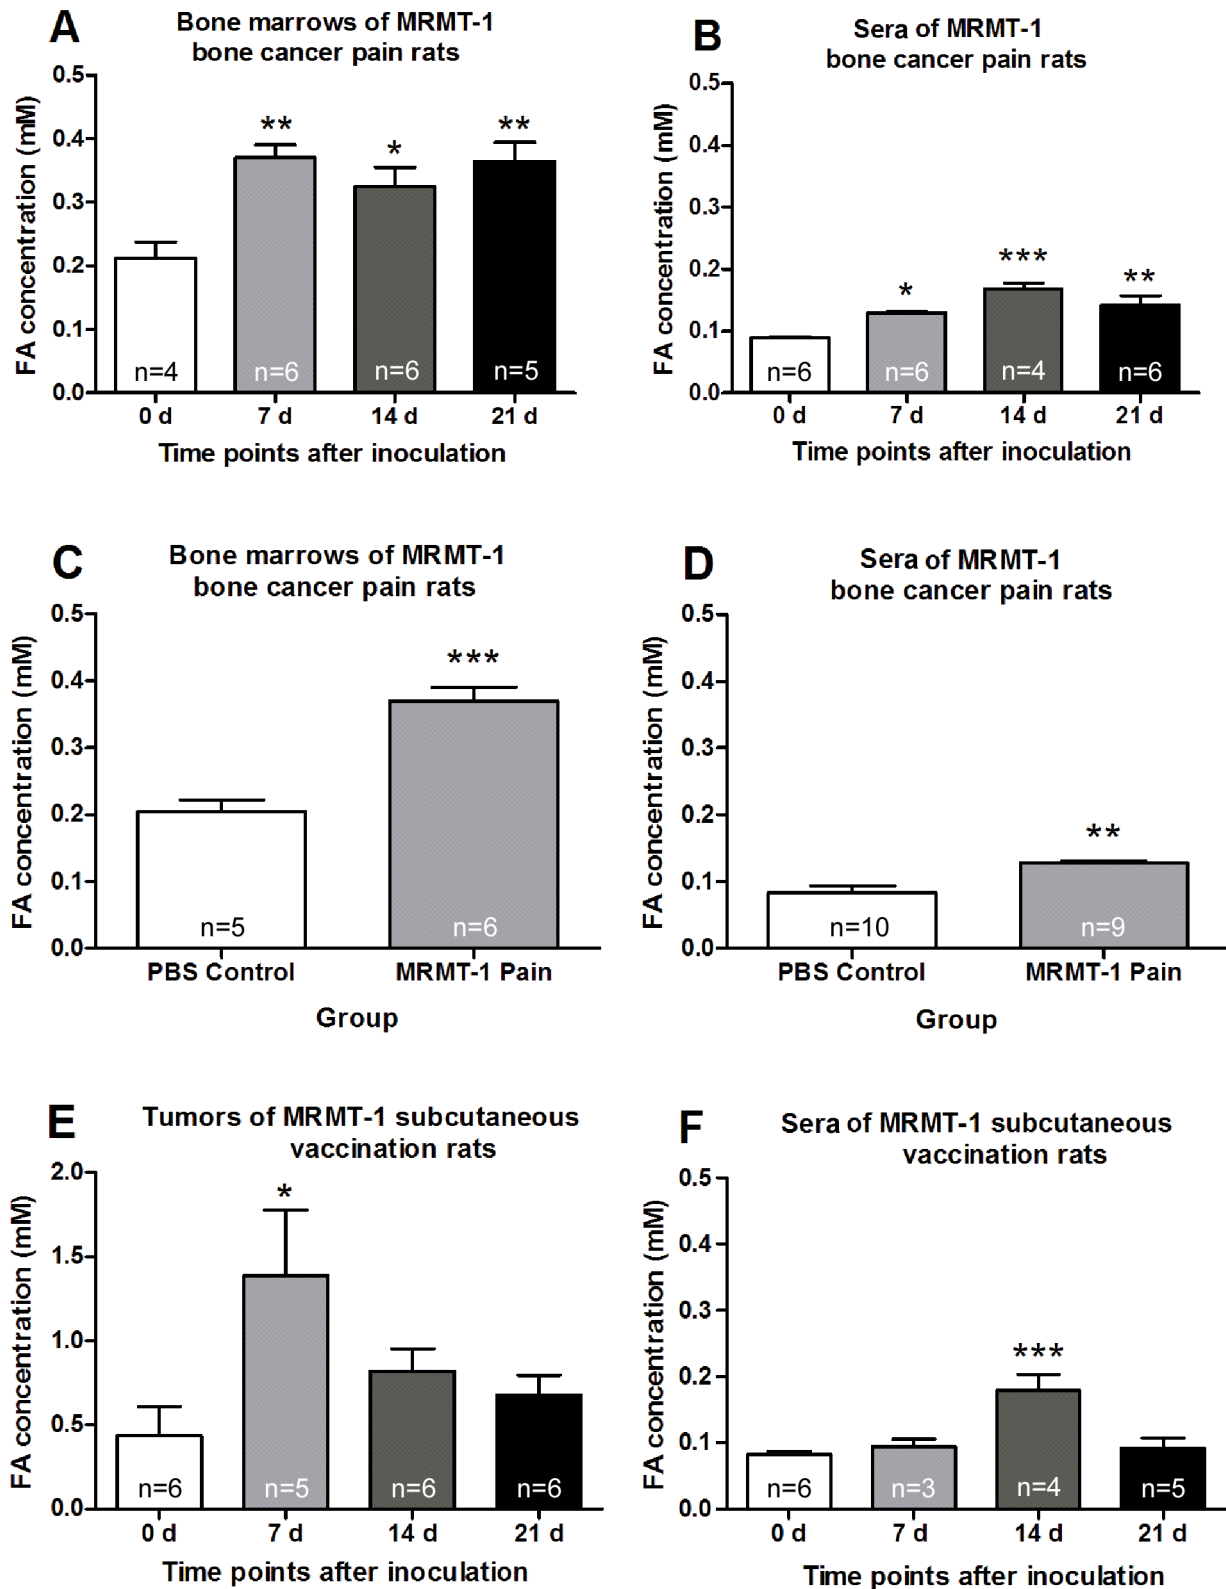 A
Bone marrows of MRMT-1
bone cancer pain rats
FA concentration (mM)
0.5
0.4
0.3
0.2
0.1
0.0
**
*
**
n=4
n=6
n=6
n=5
0 d
7 d
14 d
21 d
Time points after inoculation
B
Sera of MRMT-1
bone cancer pain rats
FA concentration (mM)
0.5
0.4
0.3
0.2
0.1
0.0
*
***
**
n=6
n=6
n=4
n=6
0 d
7 d
14 d
21 d
Time points after inoculation
C
Bone marrows of MRMT-1
bone cancer pain rats
FA concentration (mM)
0.5
0.4
0.3
0.2
0.1
0.0
***
n=5
n=6
PBS Control
MRMT-1 Pain
Group
D
Sera of MRMT-1
bone cancer pain rats
FA concentration (mM)
0.5
0.4
0.3
0.2
0.1
0.0
**
n=10
n=9
PBS Control
MRMT-1 Pain
Group
E
Tumors of MRMT-1 subcutaneous
vaccination rats
FA concentration (mM)
2.0
1.5
1.0
0.5
0.0
*
n=6
n=5
n=6
n=6
0 d
7 d
14 d
21 d
Time points after inoculation
F
Sera of MRMT-1 subcutaneous
vaccination rats
FA concentration (mM)
0.5
0.4
0.3
0.2
0.1
0.0
***
n=6
n=3
n=4
n=5
0 d
7 d
14 d
21 d
Time points after inoculation